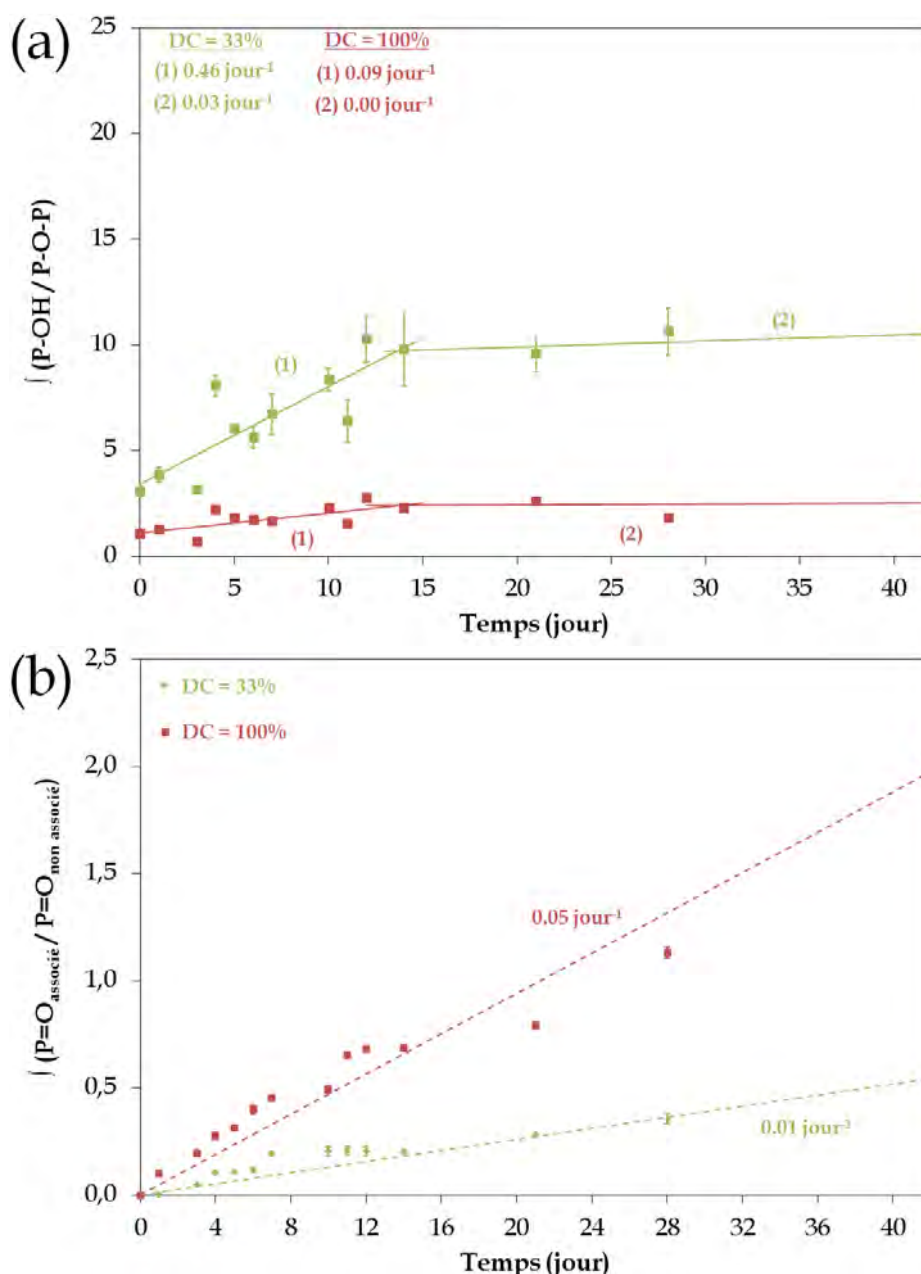 (a)
DC = 33% DC = 100%
(1) 0.46 jour⁻¹ (1) 0.09 jour⁻¹
(2) 0.03 jour⁻¹ (2) 0.00 jour⁻¹
25
20
15
10
5
0
∫ (P-OH / P-O-P)
(1)
(2)
(1)
(2)
0 5 10 15 20 25 30 35 40
Temps (jour)
(b)
DC = 33%
DC = 100%
2,5
2,0
1,5
1,0
0,5
0,0
∫ (P=O associé / P=O non associé)
0.05 jour⁻¹
0.01 jour⁻¹
0 4 8 12 16 20 24 28 32 36 40
Temps (jour)